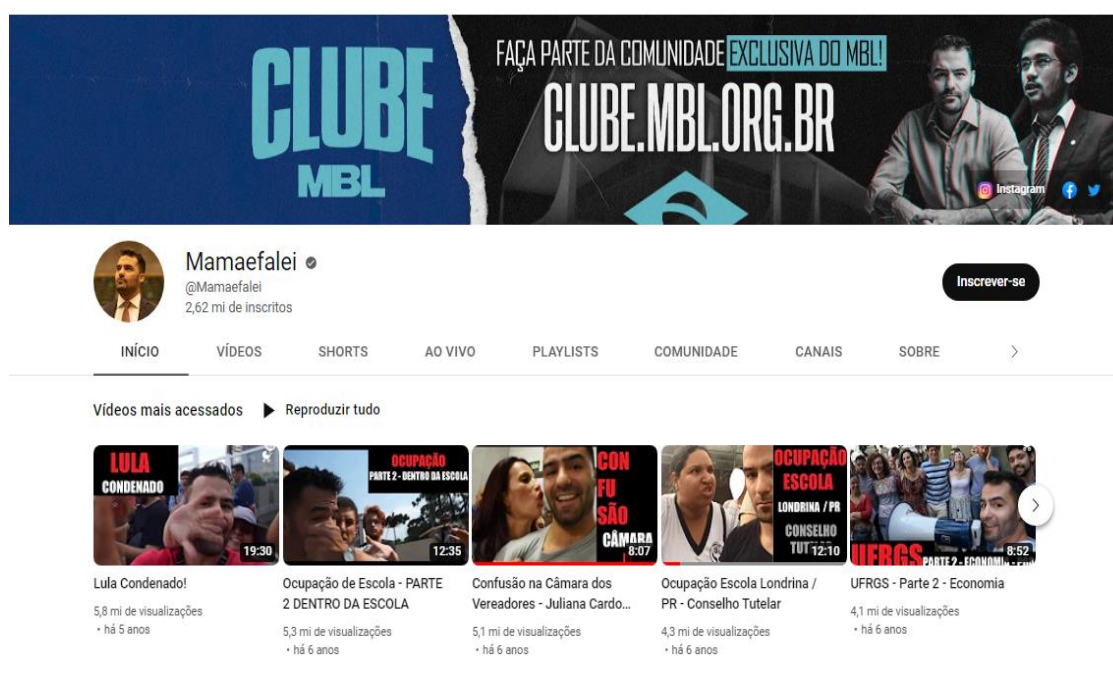 CLUBE
MBL
FAÇA PARTE DA COMUNIDADE EXCLUSIVA DO MBL!
CLUBE.MBL.ORG.BR
Instagram
Mamaefalei
@Mamaefalei
2,62 mi de inscritos
Inscrever-se
INÍCIO VÍDEOS SHORTS AO VIVO PLAYLISTS COMUNIDADE CANAIS SOBRE
Vídeos mais acessados Reproduzir tudo
LULA
CONDENADO
19:30
Lula Condenado!
5,8 mi de visualizações
• há 5 anos
OCUPAÇÃO
PARTE 2 - DENTRO DA ESCOLA
12:35
Ocupação de Escola - PARTE
2 DENTRO DA ESCOLA
5,3 mi de visualizações
• há 6 anos
CON
FU
SÃO
CÂMARA
8:07
Confusão na Câmara dos
Vereadores - Juliana Cardo...
5,1 mi de visualizações
• há 6 anos
OCUPAÇÃO
ESCOLA
LONDRINA / PR
CONSELHO
12:10
Ocupação Escola Londrina /
PR - Conselho Tutelar
4,3 mi de visualizações
• há 6 anos
UFRGS PARTE 2 -
8:52
UFRGS - Parte 2 - Economia
4,1 mi de visualizações
• há 6 anos